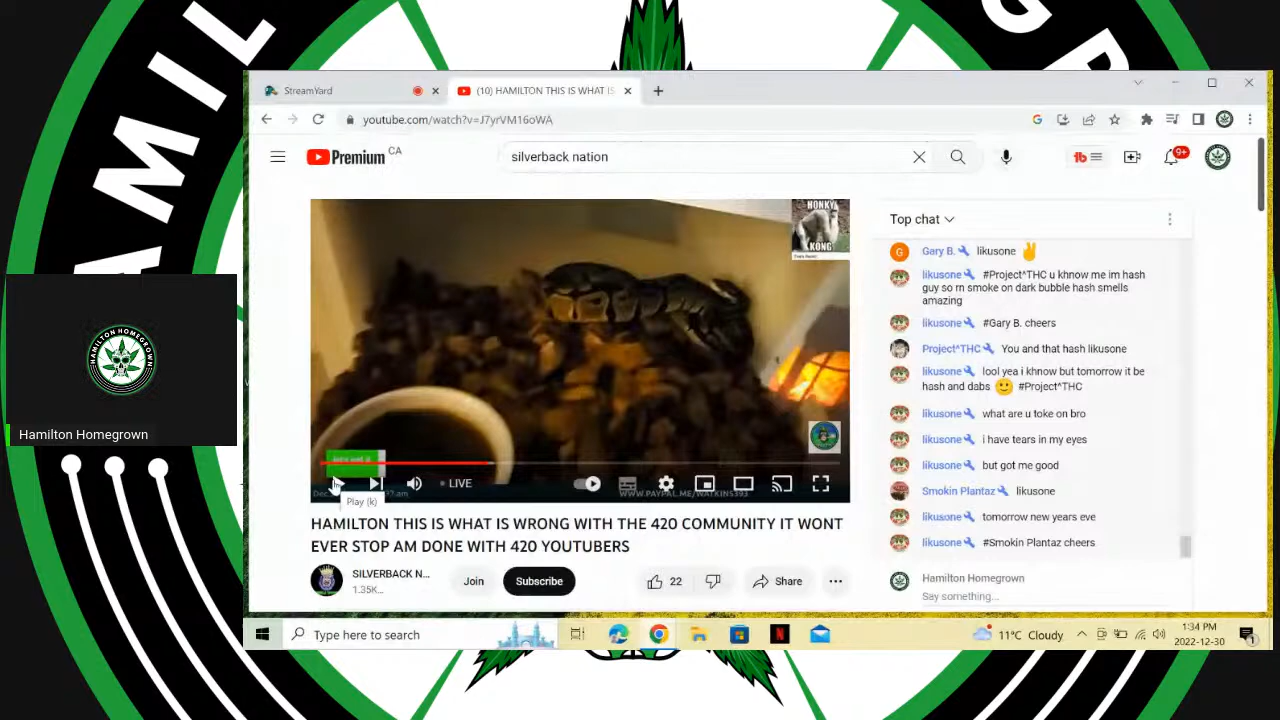 HAMIL
GR
StreamYard
(10) HAMILTON THIS IS WHAT IS
youtube.com/watch?v=J7yrVM16oWA
Premium CA
silverback nation
9+
HONKY
KONG
Top chat
Gary B. likusone
likusone #Project^THC u khnow me im hash
guy so rn smoke on dark bubble hash smells
amazing
likusone #Gary B. cheers
Project^THC You and that hash likusone
likusone lool yea i khnow but tomorrow it be
hash and dabs #Project^THC
likusone what are u toke on bro
likusone i have tears in my eyes
likusone but got me good
Smokin Plantaz likusone
likusone tomorrow new years eve
likusone #Smokin Plantaz cheers
Hamilton Homegrown
Say something...
LIVE
WWW.PAYPAL.ME/WATKINS393
Play (k)
HAMILTON THIS IS WHAT IS WRONG WITH THE 420 COMMUNITY IT WONT
EVER STOP AM DONE WITH 420 YOUTUBERS
SILVERBACK N...
1.35K...
Join
Subscribe
22
Share
HAMILTON HOMEGROWN
Hamilton Homegrown
Type here to search
11°C Cloudy
1:34 PM
2022-12-30